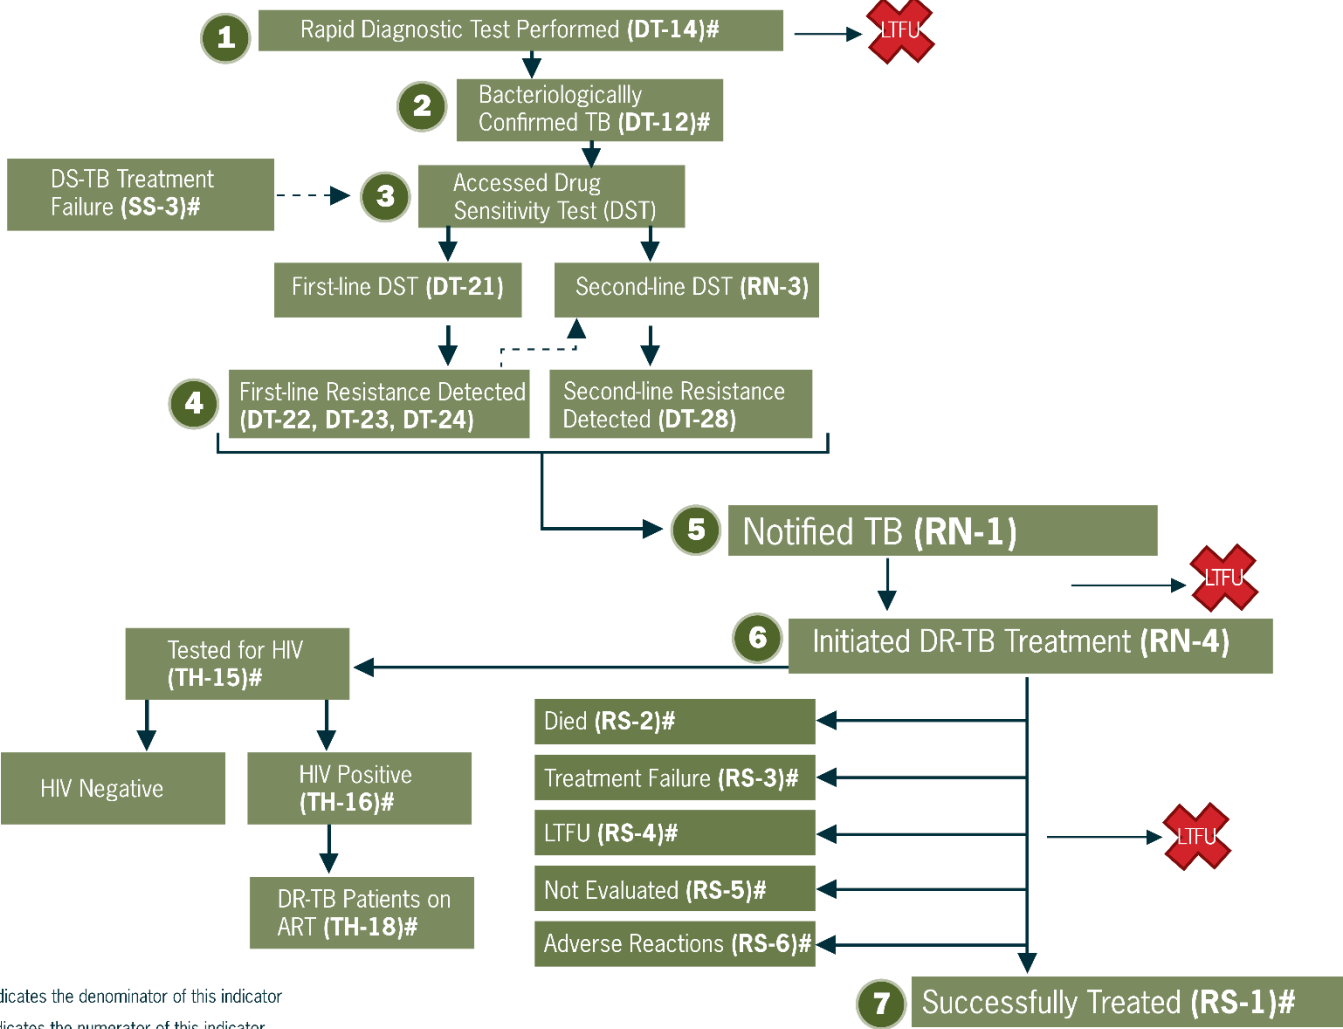 1
Rapid Diagnostic Test Performed (DT-14)#
LTFU
2
Bacteriologicallly
Confirmed TB (DT-12)#
DS-TB Treatment
Failure (SS-3)#
3
Accessed Drug
Sensitivity Test (DST)
First-line DST (DT-21)
Second-line DST (RN-3)
4
First-line Resistance Detected
(DT-22, DT-23, DT-24)
Second-line Resistance
Detected (DT-28)
5
Notified TB (RN-1)
LTFU
6
Initiated DR-TB Treatment (RN-4)
Tested for HIV
(TH-15)#
HIV Negative
HIV Positive
(TH-16)#
DR-TB Patients on
ART (TH-18)#
Died (RS-2)#
Treatment Failure (RS-3)#
LTFU (RS-4)#
Not Evaluated (RS-5)#
Adverse Reactions (RS-6)#
LTFU
7
Successfully Treated (RS-1)#
dicates the denominator of this indicator
dicates the numerator of this indicator